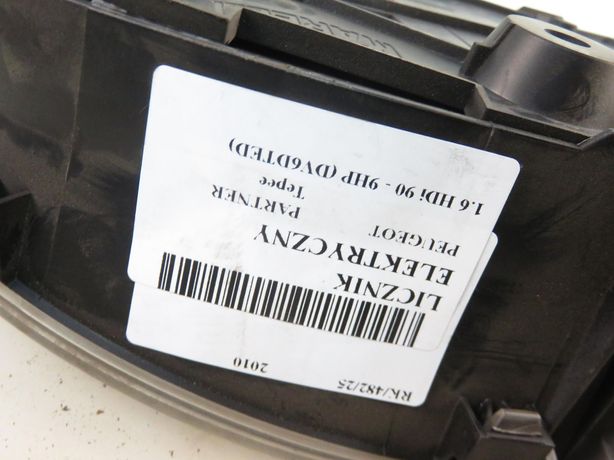 RK/482/25
2010
LICZNIK
ELEKTRYCZNY
PEUGEOT
PARTNER
Tepee
1.6 HDi 90 - 9HP (DV6DTED)